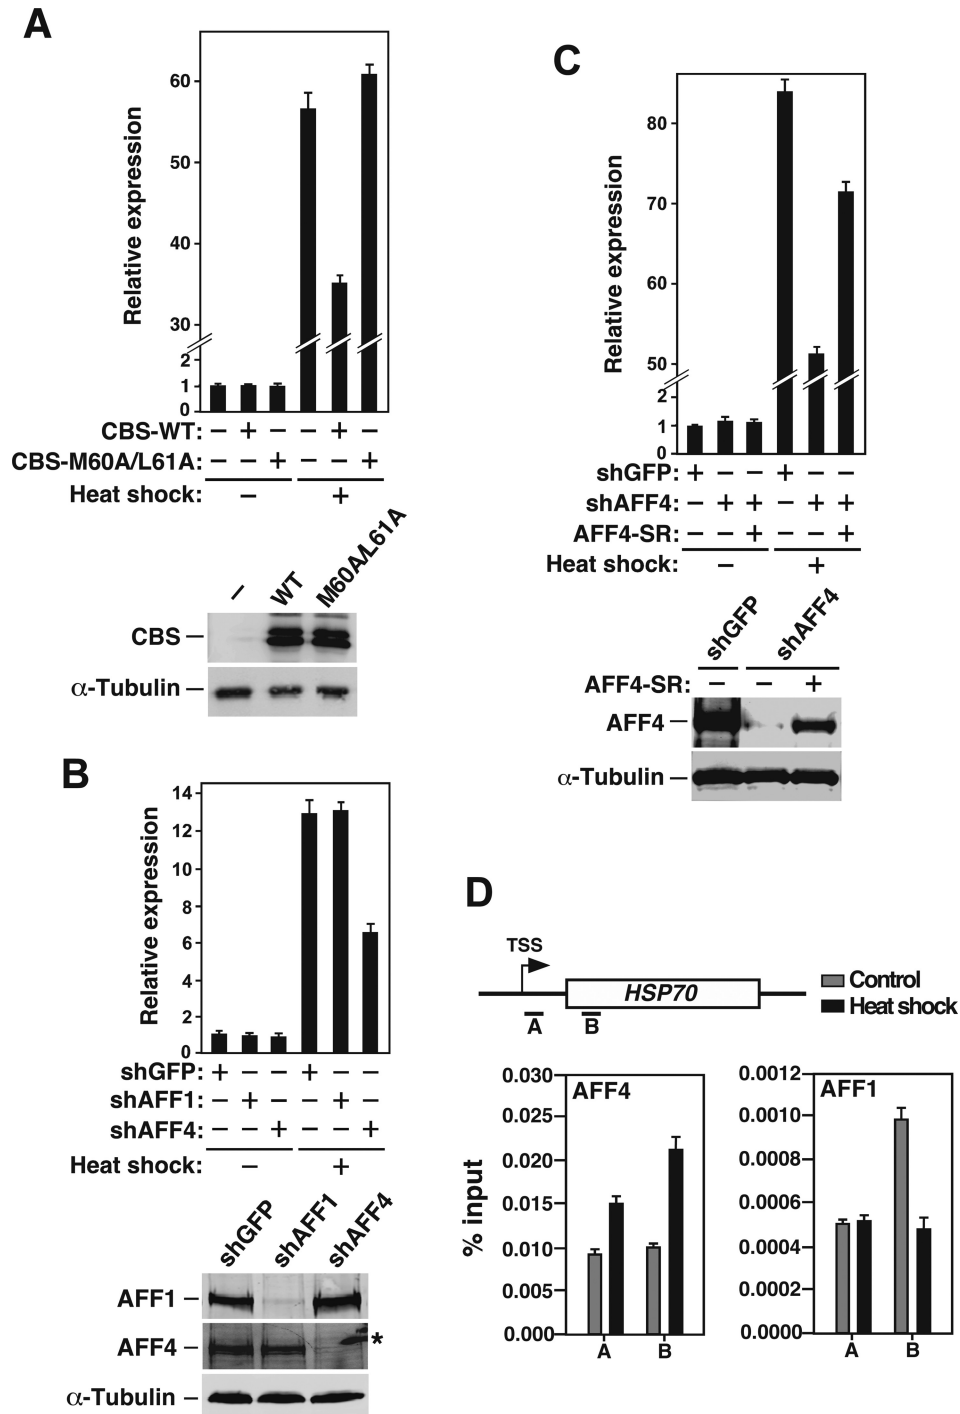 A
Relative expression
60
50
40
30
2
1
0
CBS-WT: − + − − + −
CBS-M60A/L61A: − − + − − +
Heat shock: − +
− WT M60A/L61A
CBS
α-Tubulin
B
Relative expression
14
12
10
8
6
4
2
0
shGFP: + − − + − −
shAFF1: − + − − + −
shAFF4: − − + − − +
Heat shock: − +
shGFP shAFF1 shAFF4
AFF1
AFF4 *
α-Tubulin
C
Relative expression
80
70
60
50
2
1
0
shGFP: + − − + − −
shAFF4: − + + − + +
AFF4-SR: − − + − − +
Heat shock: − +
shGFP shAFF4
AFF4-SR: − − +
AFF4
α-Tubulin
D
TSS
HSP70
A B
Control
Heat shock
% input
AFF4
0.030
0.025
0.020
0.015
0.010
0.005
0.000
A B
AFF1
0.0012
0.0010
0.0008
0.0006
0.0004
0.0002
0.0000
A B